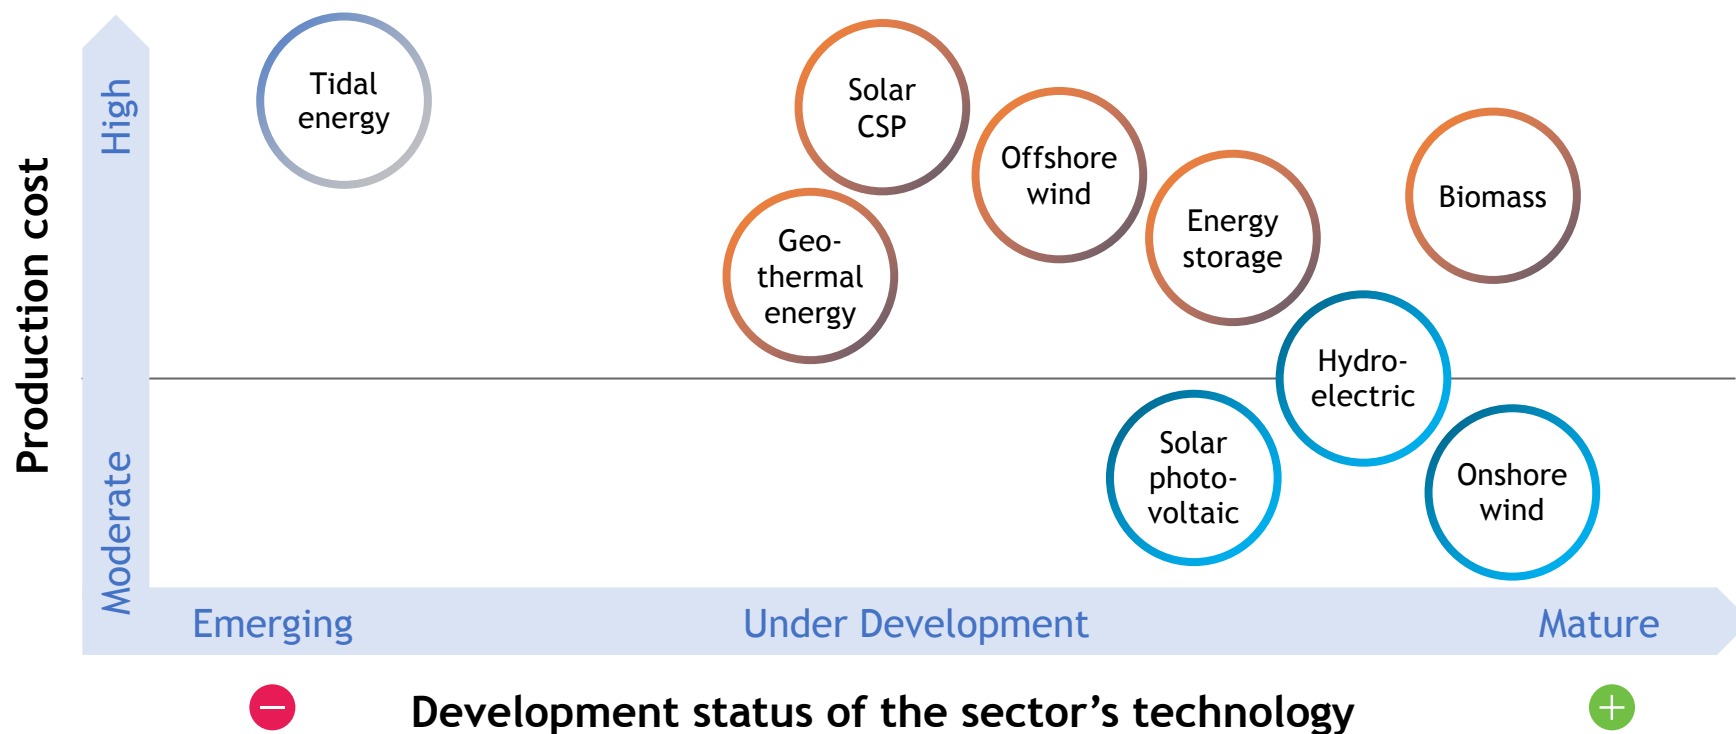 Production cost
High
Moderate
Tidal
energy
Solar
CSP
Offshore
wind
Geo-
thermal
energy
Energy
storage
Biomass
Hydro-
electric
Solar
photo-
voltaic
Onshore
wind
Emerging
Under Development
Mature
Development status of the sector’s technology